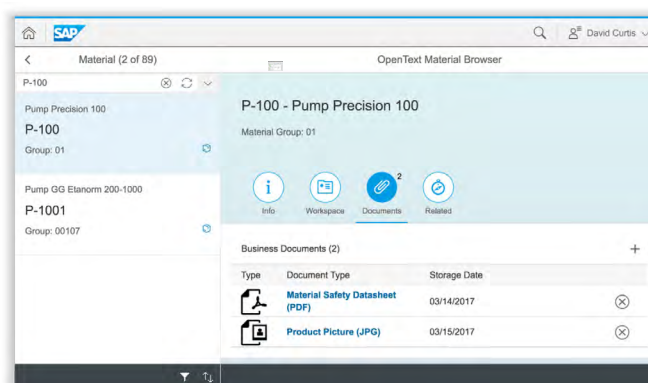 SAP
David Curtis
Material (2 of 89)
OpenText Material Browser
P-100
Pump Precision 100
P-100
Group: 01
Pump GG Etanorm 200-1000
P-1001
Group: 00107
P-100 - Pump Precision 100
Material Group: 01
2
Info Workspace Documents Related
Business Documents (2)
Type Document Type Storage Date
Material Safety Datasheet
(PDF) 03/14/2017
Product Picture (JPG) 03/15/2017